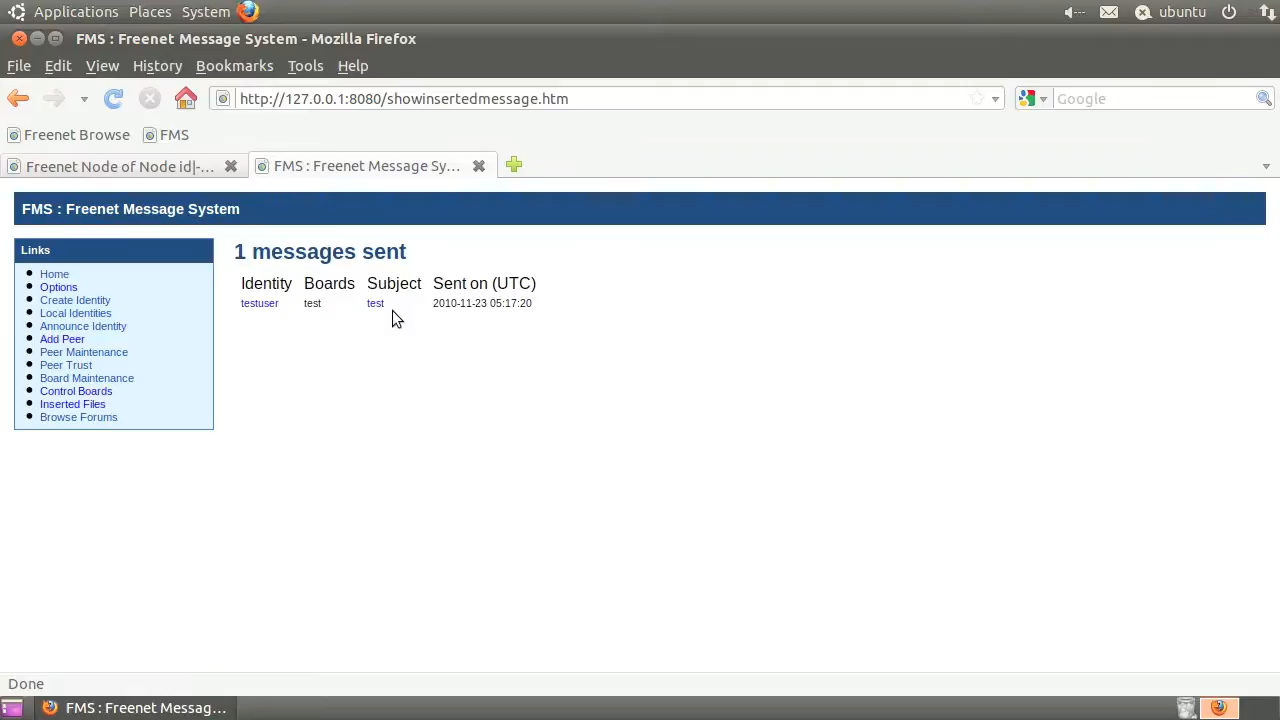 Applications Places System ubuntu
FMS : Freenet Message System - Mozilla Firefox
File Edit View History Bookmarks Tools Help
http://127.0.0.1:8080/showinsertedmessage.htm Google
Freenet Browse FMS
Freenet Node of Node id|-... FMS : Freenet Message Sy...
FMS : Freenet Message System
Links
Home
Options
Create Identity
Local Identities
Announce Identity
Add Peer
Peer Maintenance
Peer Trust
Board Maintenance
Control Boards
Inserted Files
Browse Forums
1 messages sent
Identity Boards Subject Sent on (UTC)
testuser test test 2010-11-23 05:17:20
Done
FMS : Freenet Messag...